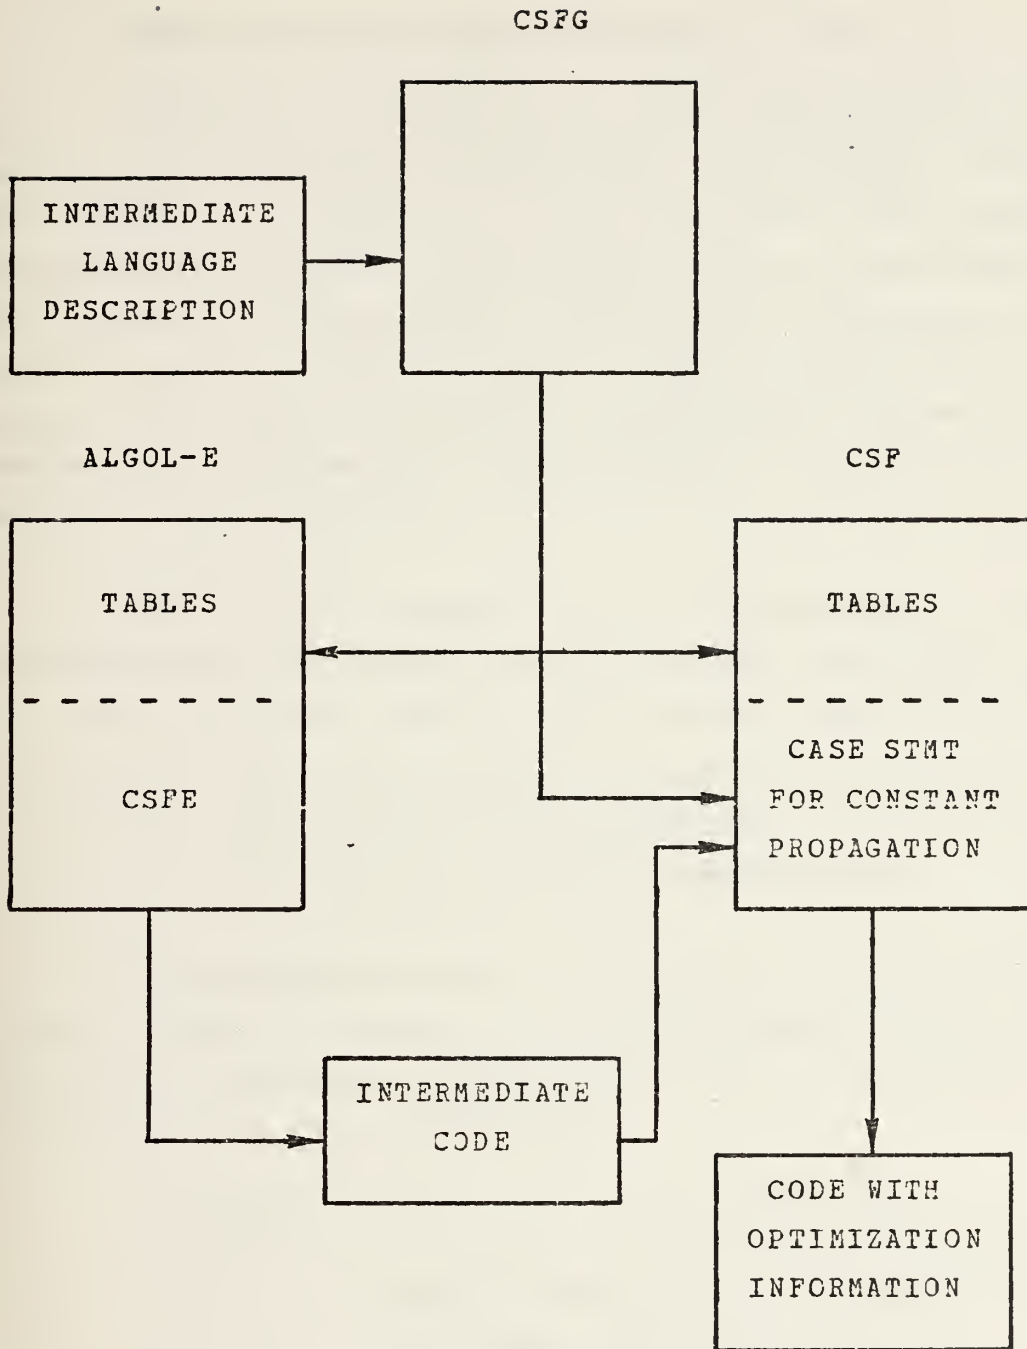 CSFG
INTERMEDIATE
LANGUAGE
DESCRIPTION
ALGOL-E
CSF
TABLES
CSFE
TABLES
CASE STMT
FOR CONSTANT
PROPAGATION
INTERMEDIATE
CODE
CODE WITH
OPTIMIZATION
INFORMATION